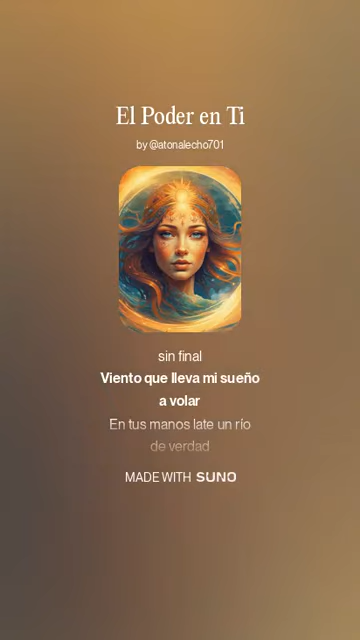 El Poder en Ti
by @atonalecho701
sin final
Viento que lleva mi sueño
a volar
En tus manos late un río
de verdad
MADE WITH SUNO